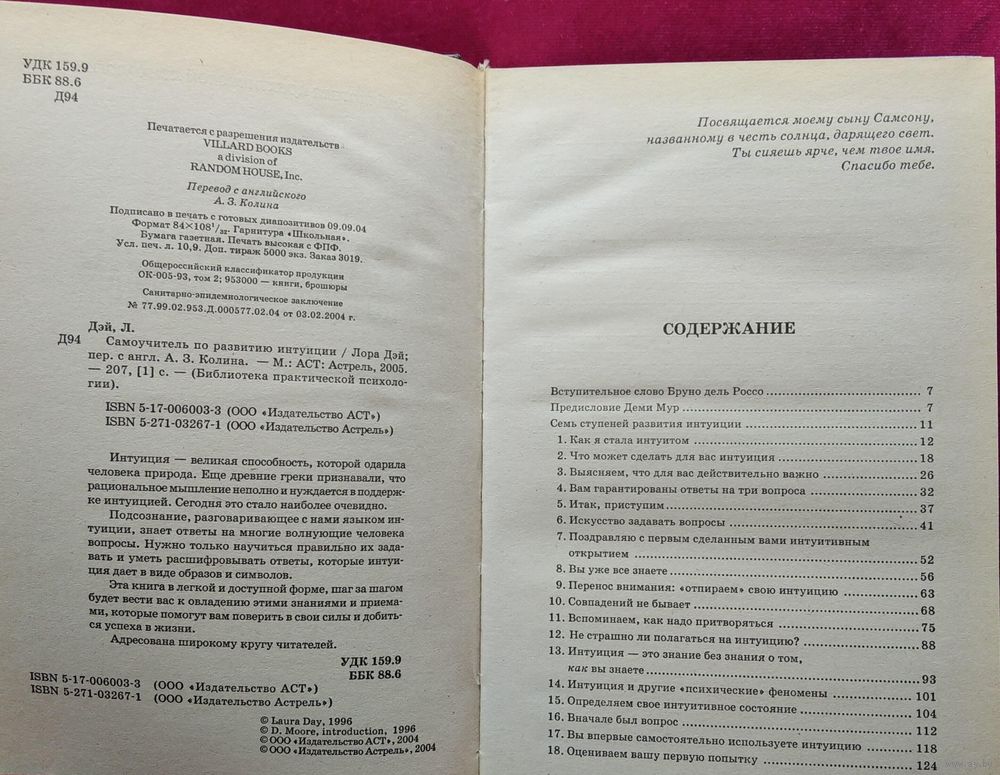 УДК 159.9
ББК 88.6
Д94
Печатается с разрешения издательств
VILLARD BOOKS
a division of
RANDOM HOUSE, Inc.
Перевод с английского
А. З. Колина
Подписано в печать с готовых диапозитивов 09.09.04
Формат 84×108¹/₃₂. Гарнитура «Школьная».
Бумага газетная. Печать высокая с ФПФ.
Усл. печ. л. 10,9. Доп. тираж 5000 экз. Заказ 3019.
Общероссийский классификатор продукции
ОК-005-93, том 2; 953000 — книги, брошюры
Санитарно-эпидемиологическое заключение
№ 77.99.02.953.Д.000577.02.04 от 03.02.2004 г.
Дэй, Л.
Д94 Самоучитель по развитию интуиции / Лора Дэй;
пер. с англ. А. З. Колина. — М.: АСТ: Астрель, 2005.
— 207, [1] с. — (Библиотека практической психоло-
гии).
ISBN 5-17-006003-3 (ООО «Издательство АСТ»)
ISBN 5-271-03267-1 (ООО «Издательство Астрель»)
Интуиция — великая способность, которой одарила
человека природа. Еще древние греки признавали, что
рациональное мышление неполно и нуждается в поддерж-
ке интуицией. Сегодня это стало наиболее очевидно.
Подсознание, разговаривающее с нами языком ин-
туиции, знает ответы на многие волнующие человека
вопросы. Нужно только научиться правильно их зада-
вать и уметь расшифровывать ответы, которые интуи-
ция дает в виде образов и символов.
Эта книга в легкой и доступной форме, шаг за шагом
будет вести вас к овладению этими знаниями и приема-
ми, которые помогут вам поверить в свои силы и добить-
ся успеха в жизни.
Адресована широкому кругу читателей.
УДК 159.9
ББК 88.6
ISBN 5-17-006003-3 (ООО «Издательство АСТ»)
ISBN 5-271-03267-1 (ООО «Издательство Астрель»)
© Laura Day, 1996
© D. Moore, introduction, 1996
© ООО «Издательство АСТ», 2004
© ООО «Издательство Астрель», 2004
Посвящается моему сыну Самсону,
названному в честь солнца, дарящего свет.
Ты сияешь ярче, чем твое имя.
Спасибо тебе.
СОДЕРЖАНИЕ
Вступительное слово Бруно дель Россо ... 7
Предисловие Деми Мур ... 7
Семь ступеней развития интуиции ... 11
1. Как я стала интуитом ... 12
2. Что может сделать для вас интуиция ... 18
3. Выясняем, что для вас действительно важно ... 26
4. Вам гарантированы ответы на три вопроса ... 32
5. Итак, приступим ... 37
6. Искусство задавать вопросы ... 41
7. Поздравляю с первым сделанным вами интуитивным
открытием ... 52
8. Вы уже все знаете ... 56
9. Перенос внимания: «отпираем» свою интуицию ... 63
10. Совпадений не бывает ... 68
11. Вспоминаем, как надо притворяться ... 75
12. Не страшно ли полагаться на интуицию? ... 88
13. Интуиция — это знание без знания о том,
как вы знаете ... 93
14. Интуиция и другие «психические» феномены ... 101
15. Определяем свое интуитивное состояние ... 104
16. Вначале был вопрос ... 112
17. Вы впервые самостоятельно используете интуицию ... 118
18. Оцениваем вашу первую попытку ... 124
www.ay.by